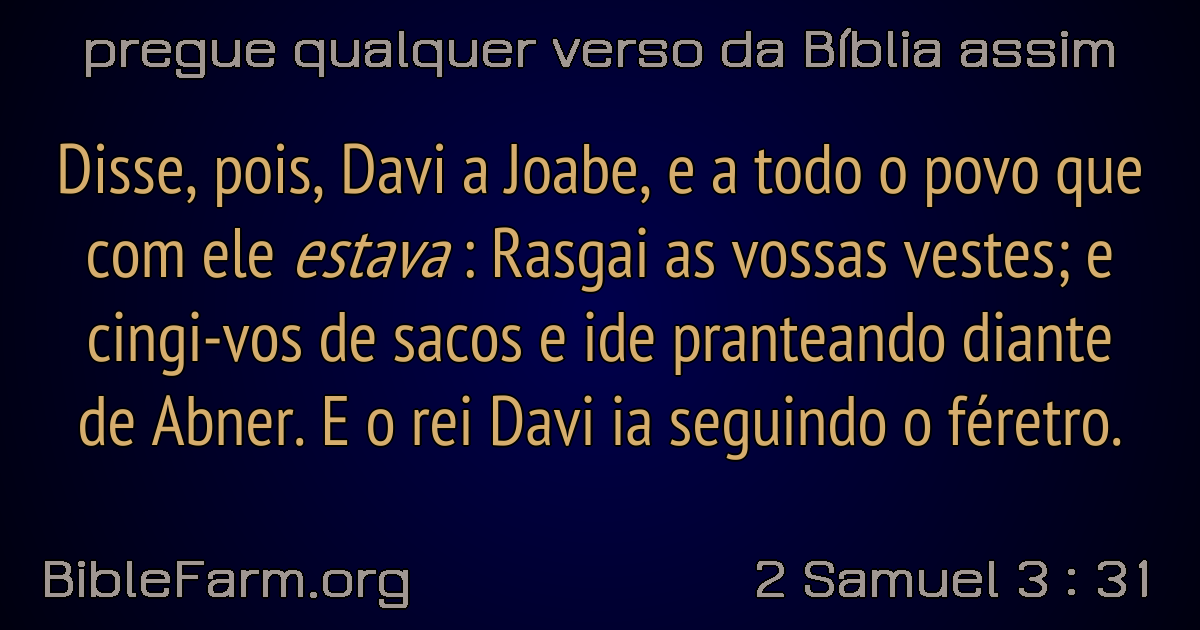 pregue qualquer verso da Bíblia assim
Disse, pois, Davi a Joabe, e a todo o povo que
com ele estava : Rasgai as vossas vestes; e
cingi-vos de sacos e ide pranteando diante
de Abner. E o rei Davi ia seguindo o féretro.
BibleFarm.org
2 Samuel 3 : 31